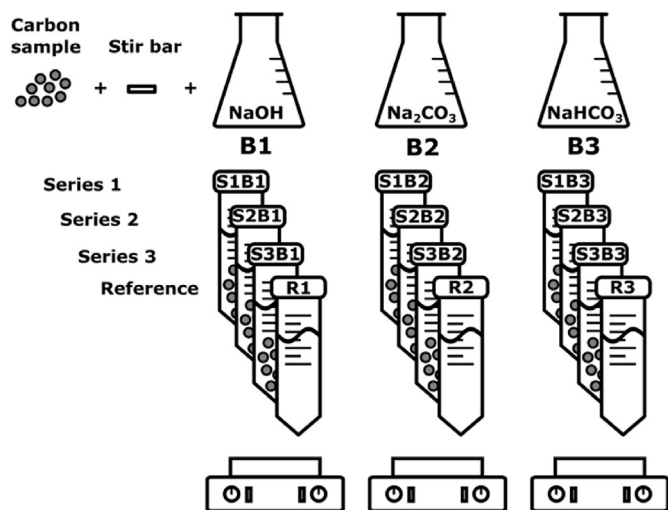 Carbon
sample
Stir bar
+ + NaOH Na₂CO₃ NaHCO₃
B1 B2 B3
Series 1 S1B1 S1B2 S1B3
Series 2 S2B1 S2B2 S2B3
Series 3 S3B1 S3B2 S3B3
Reference R1 R2 R3